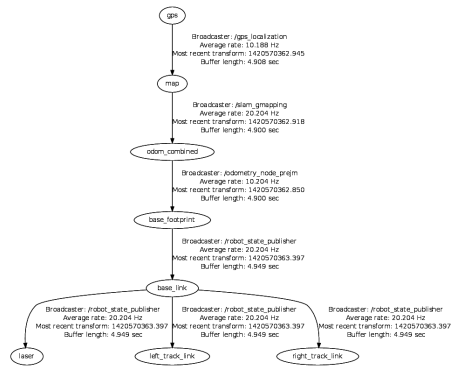 gps
Broadcaster: /gps_localization
Average rate: 10.188 Hz
Most recent transform: 1420570362.945
Buffer length: 4.908 sec
map
Broadcaster: /slam_gmapping
Average rate: 20.204 Hz
Most recent transform: 1420570362.918
Buffer length: 4.900 sec
odom_combined
Broadcaster: /odometry_node_prejm
Average rate: 10.204 Hz
Most recent transform: 1420570362.850
Buffer length: 4.900 sec
base_footprint
Broadcaster: /robot_state_publisher
Average rate: 20.204 Hz
Most recent transform: 1420570363.397
Buffer length: 4.949 sec
base_link
Broadcaster: /robot_state_publisher
Average rate: 20.204 Hz
Most recent transform: 1420570363.397
Buffer length: 4.949 sec
Broadcaster: /robot_state_publisher
Average rate: 20.204 Hz
Most recent transform: 1420570363.397
Buffer length: 4.949 sec
Broadcaster: /robot_state_publisher
Average rate: 20.204 Hz
Most recent transform: 1420570363.397
Buffer length: 4.949 sec
laser
left_track_link
right_track_link